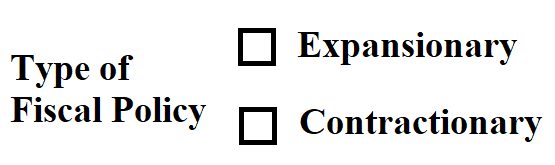 Type of
Fiscal Policy
Expansionary
Contractionary